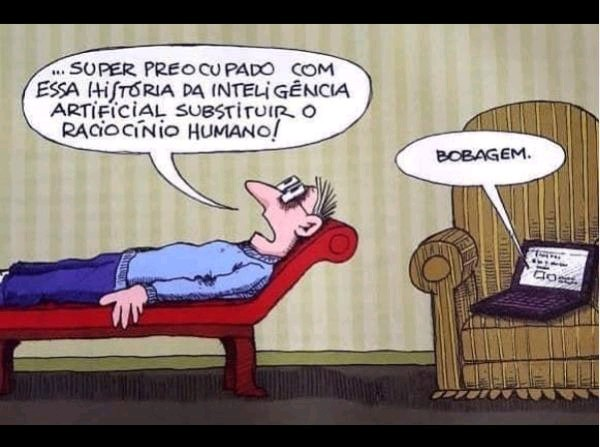 ... SUPER PREOCUPADO COM
ESSA HISTÓRIA DA INTELIGÊNCIA
ARTIFICIAL SUBSTITUIR O
RACIOCÍNIO HUMANO!
BOBAGEM.